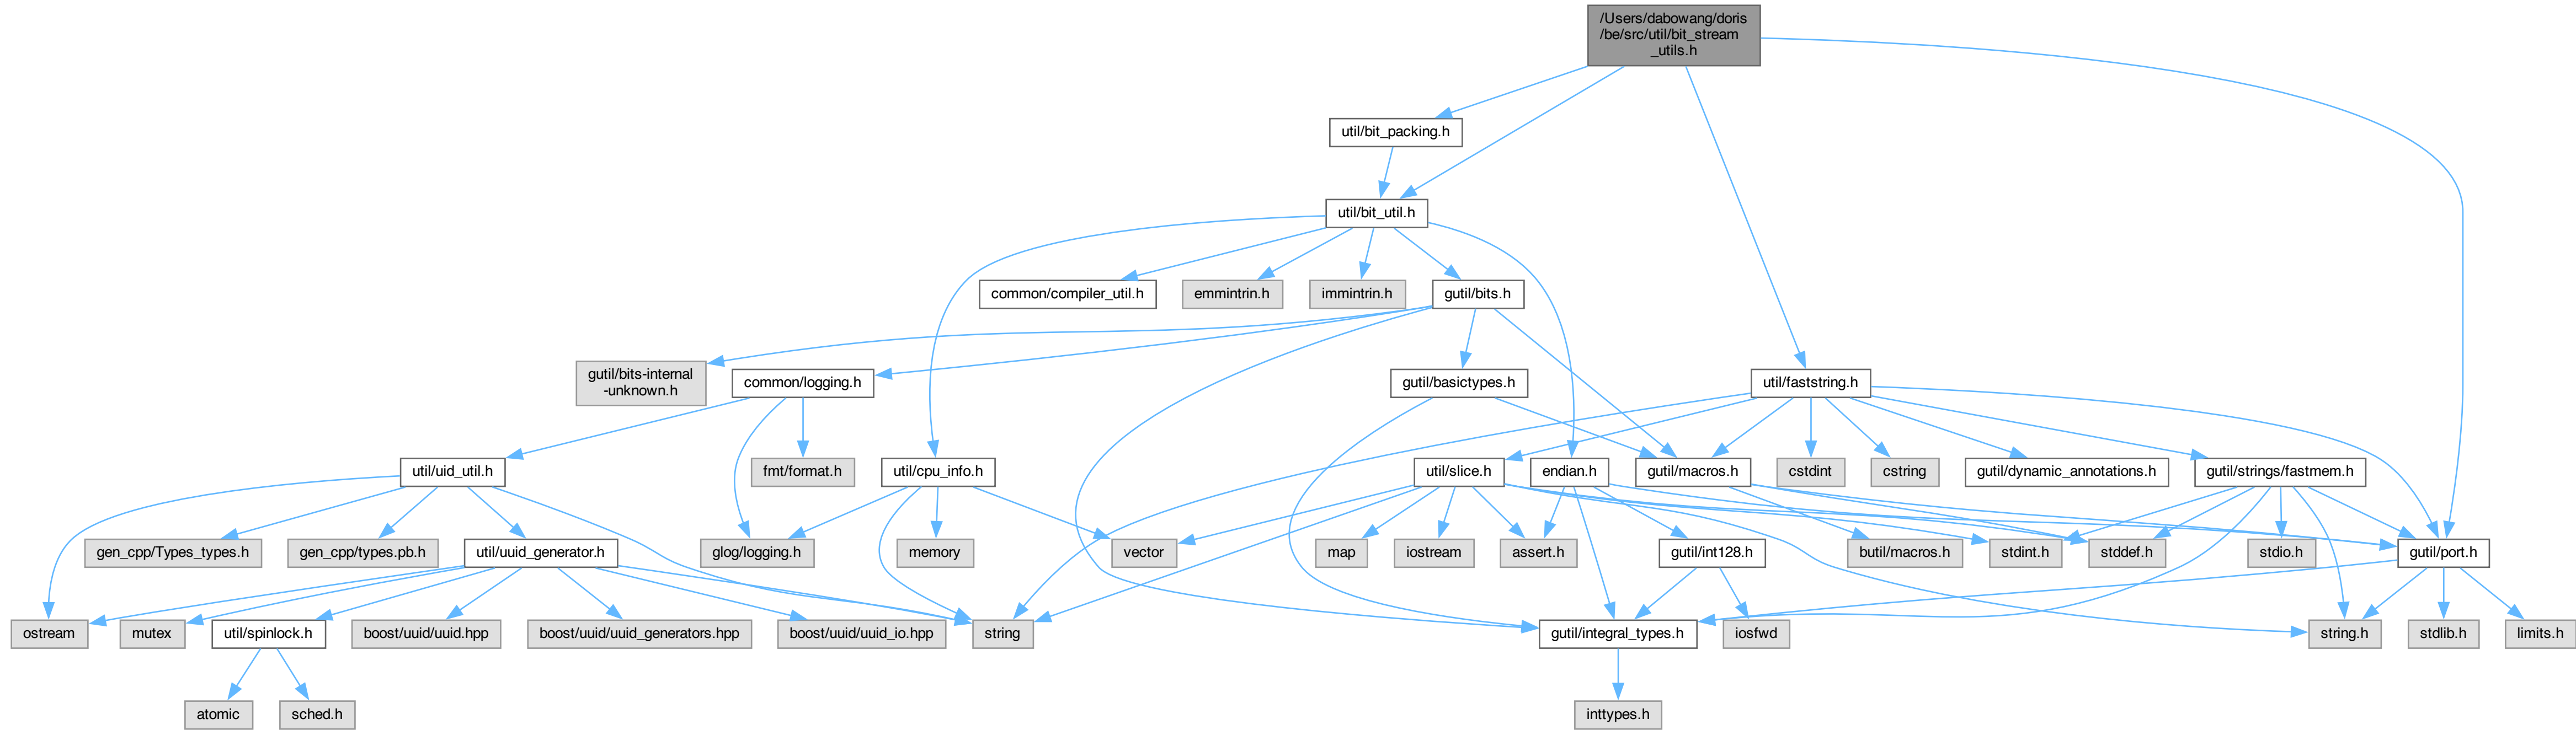 /Users/dabowang/doris
/be/src/util/bit_stream
_utils.h
util/bit_packing.h
util/bit_util.h
common/compiler_util.h
emmintrin.h
immintrin.h
gutil/bits.h
gutil/bits-internal
-unknown.h
common/logging.h
gutil/basictypes.h
util/faststring.h
util/uid_util.h
fmt/format.h
util/cpu_info.h
util/slice.h
endian.h
gutil/macros.h
cstdint
cstring
gutil/dynamic_annotations.h
gutil/strings/fastmem.h
gen_cpp/Types_types.h
gen_cpp/types.pb.h
util/uuid_generator.h
glog/logging.h
memory
vector
map
iostream
assert.h
gutil/int128.h
butil/macros.h
stdint.h
stddef.h
stdio.h
gutil/port.h
ostream
mutex
util/spinlock.h
boost/uuid/uuid.hpp
boost/uuid/uuid_generators.hpp
boost/uuid/uuid_io.hpp
string
gutil/integral_types.h
iosfwd
string.h
stdlib.h
limits.h
atomic
sched.h
inttypes.h